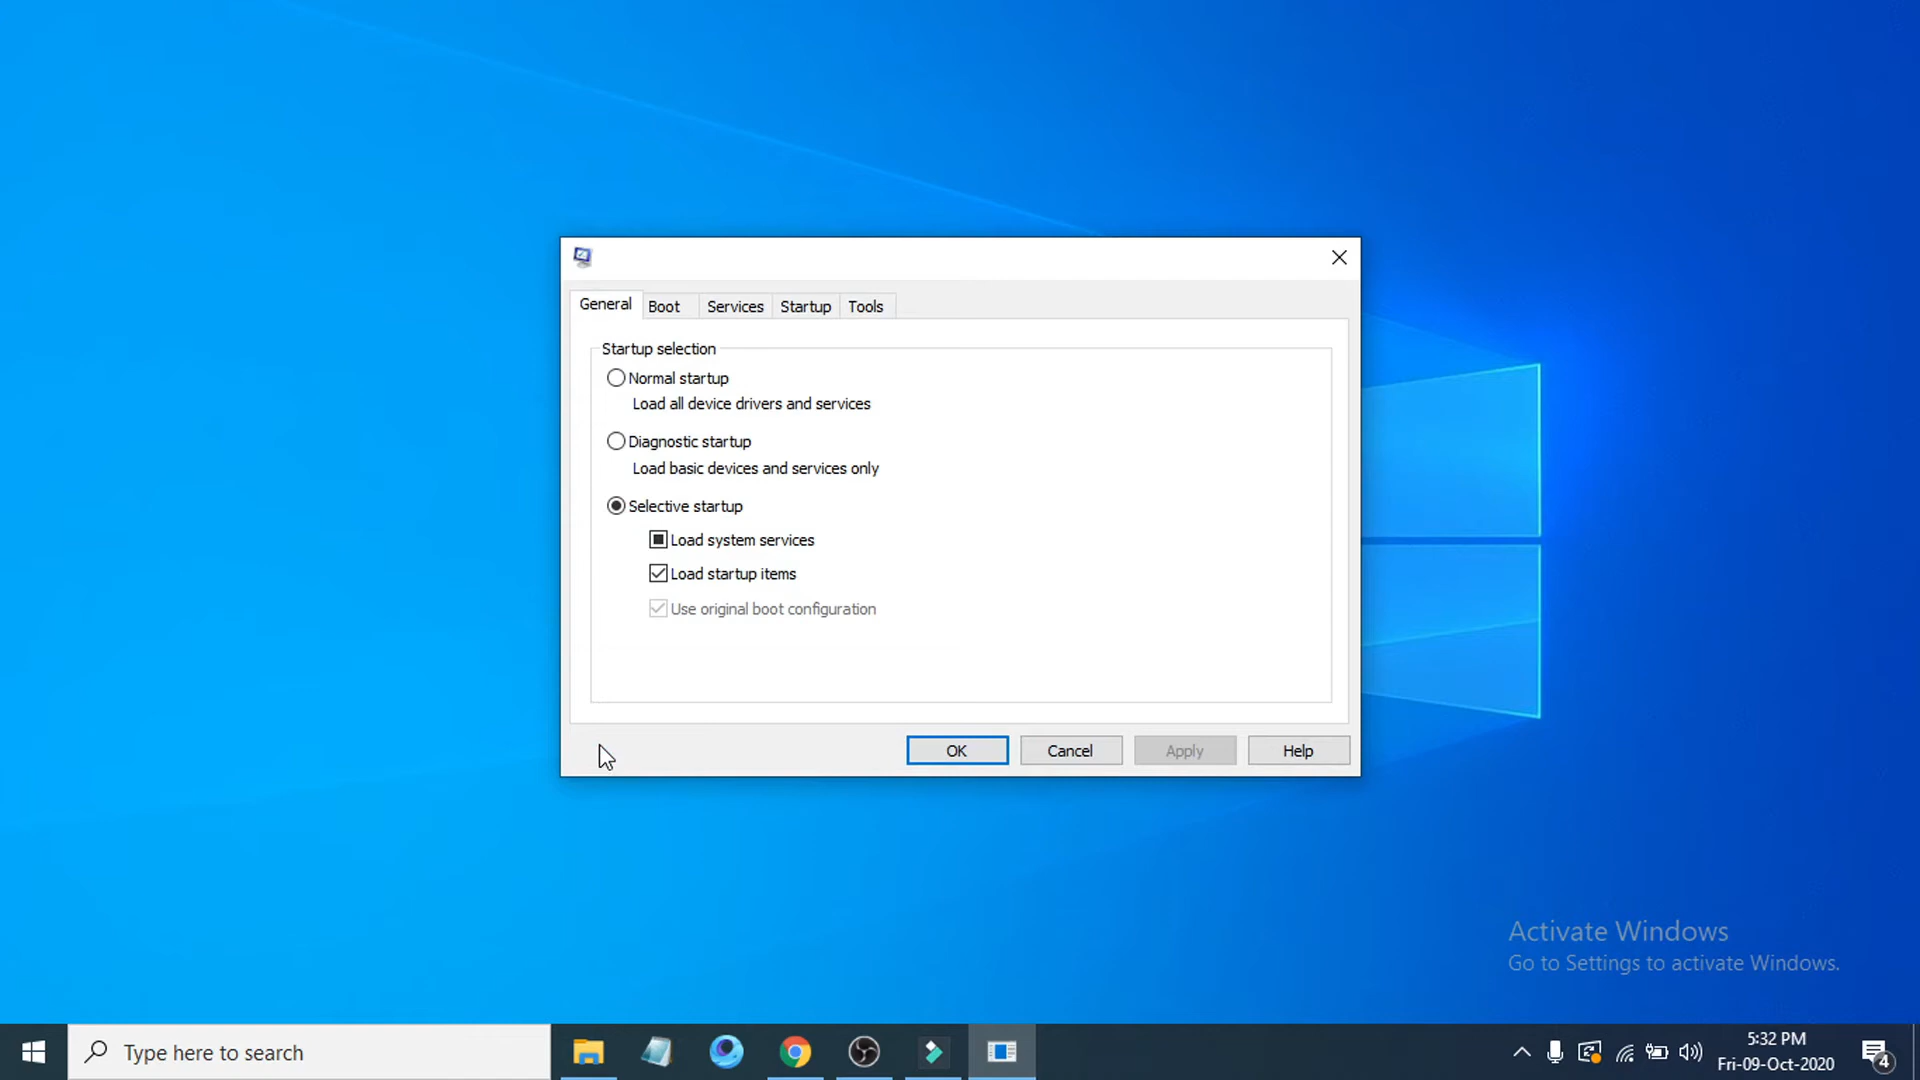 General Boot Services Startup Tools
Startup selection
Normal startup
Load all device drivers and services
Diagnostic startup
Load basic devices and services only
Selective startup
Load system services
Load startup items
Use original boot configuration
OK Cancel Apply Help
Activate Windows
Go to Settings to activate Windows.
Type here to search
5:32 PM
Fri-09-Oct-2020
4